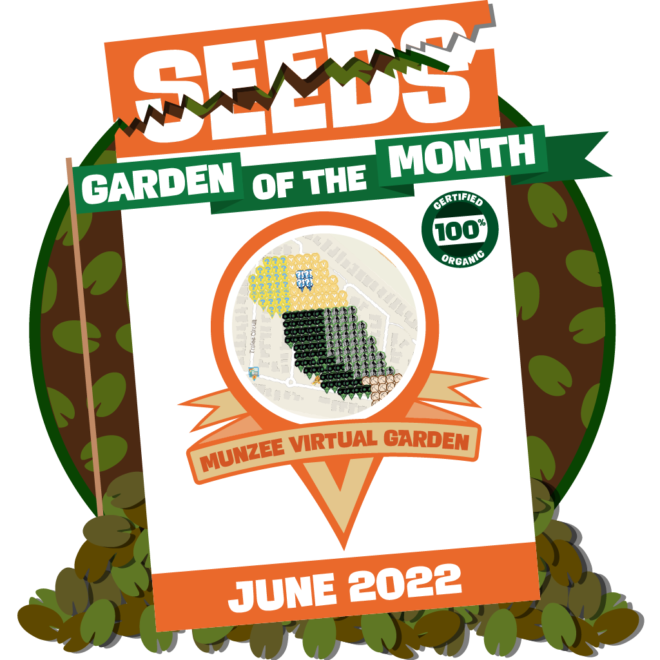 SEEDS
GARDEN OF THE MONTH
CERTIFIED
100%
ORGANIC
MUNZEE VIRTUAL GARDEN
JUNE 2022